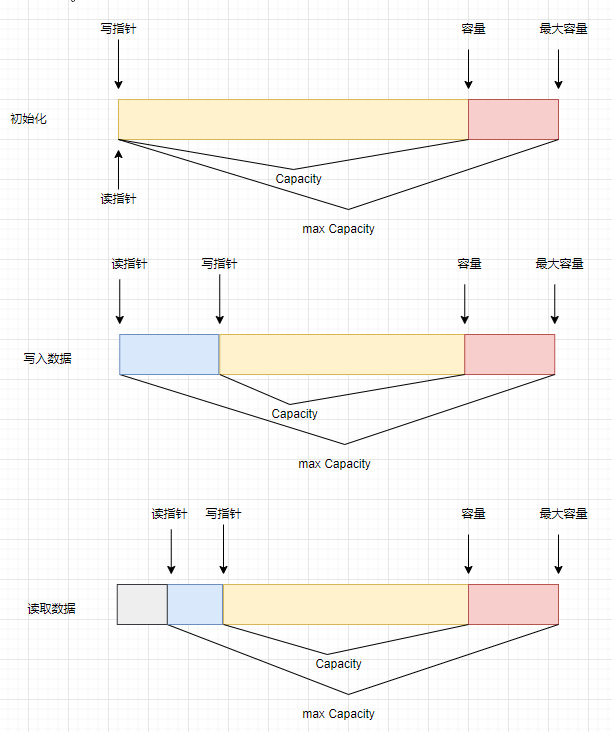 写指针
容量
最大容量
初始化
读指针
Capacity
max Capacity
读指针
写指针
容量
最大容量
写入数据
Capacity
max Capacity
读指针
写指针
容量
最大容量
读取数据
Capacity
max Capacity